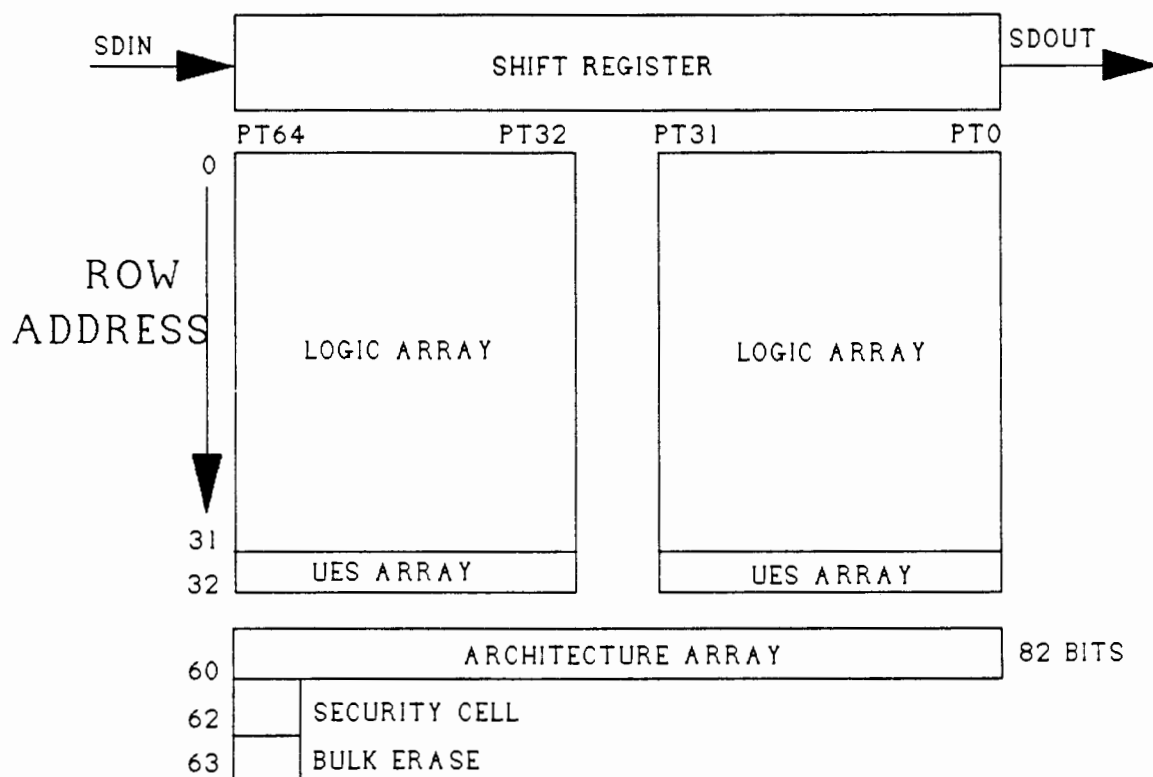 SDIN
SHIFT REGISTER
SDOUT
PT64
PT32
PT31
PT0
0
ROW
ADDRESS
LOGIC ARRAY
LOGIC ARRAY
31
UES ARRAY
UES ARRAY
32
ARCHITECTURE ARRAY
82 BITS
60
SECURITY CELL
62
BULK ERASE
63